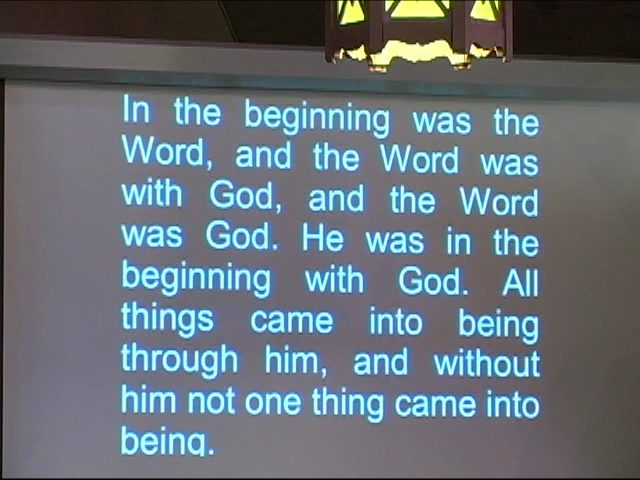 In the beginning was the
Word, and the Word was
with God, and the Word
was God. He was in the
beginning with God. All
things came into being
through him, and without
him not one thing came into
being.